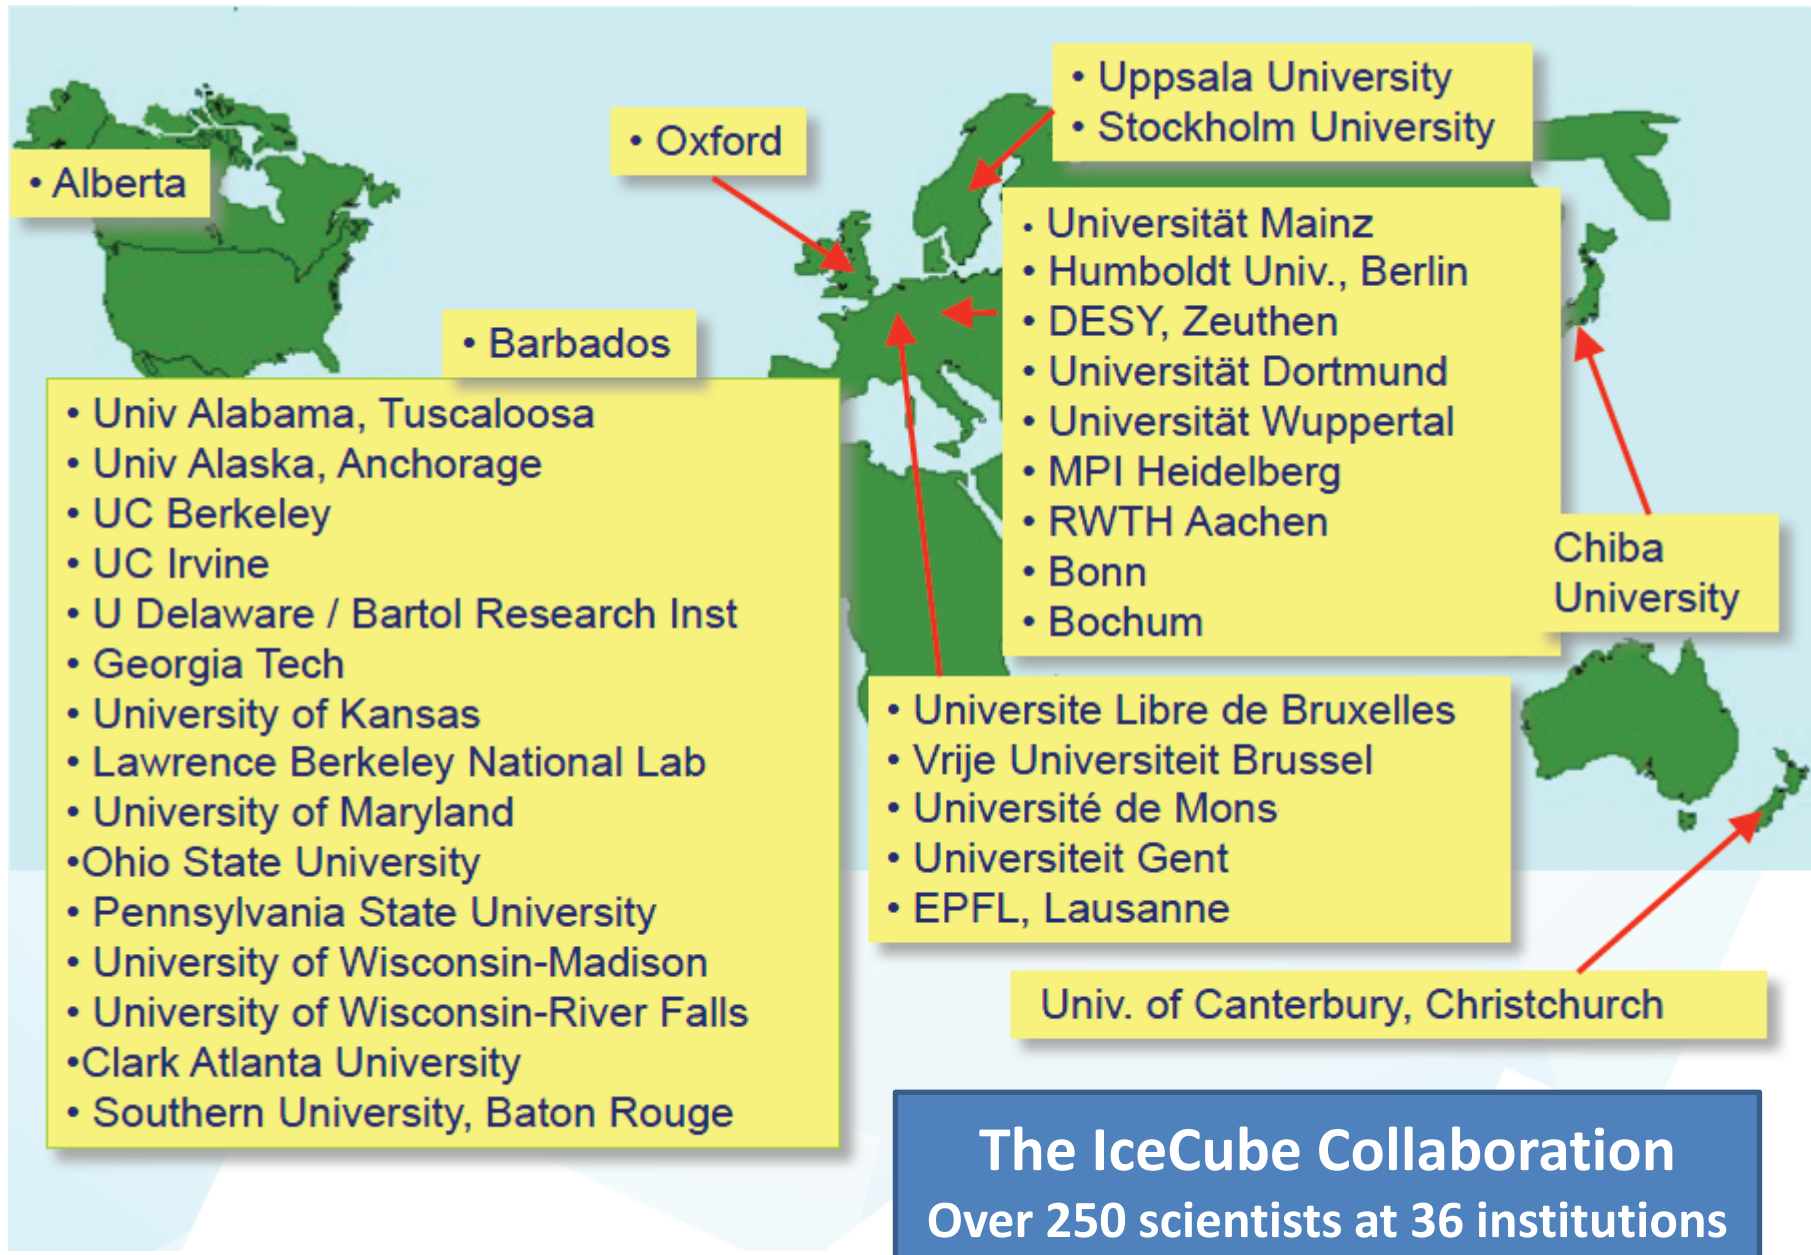 • Uppsala University
• Stockholm University
• Oxford
• Alberta
• Universität Mainz
• Humboldt Univ., Berlin
• DESY, Zeuthen
• Universität Dortmund
• Universität Wuppertal
• MPI Heidelberg
• RWTH Aachen
• Bonn
• Bochum
• Barbados
• Univ Alabama, Tuscaloosa
• Univ Alaska, Anchorage
• UC Berkeley
• UC Irvine
• U Delaware / Bartol Research Inst
• Georgia Tech
• University of Kansas
• Lawrence Berkeley National Lab
• University of Maryland
•Ohio State University
• Pennsylvania State University
• University of Wisconsin-Madison
• University of Wisconsin-River Falls
•Clark Atlanta University
• Southern University, Baton Rouge
Chiba
University
• Universite Libre de Bruxelles
• Vrije Universiteit Brussel
• Université de Mons
• Universiteit Gent
• EPFL, Lausanne
Univ. of Canterbury, Christchurch
The IceCube Collaboration
Over 250 scientists at 36 institutions